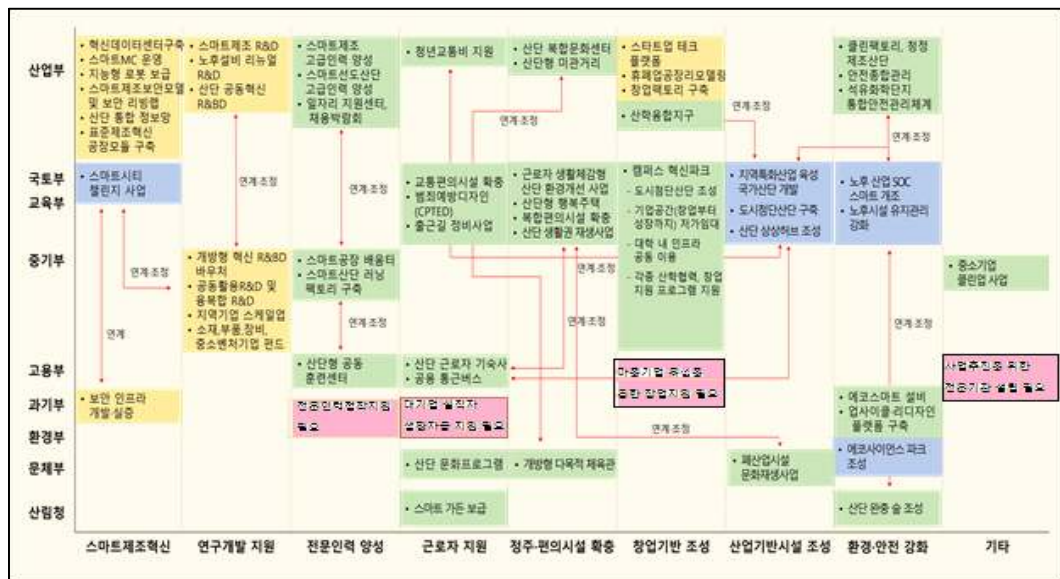 산업부
• 혁신데이터센터구축
• 스마트MC 운영
• 지능형 로봇 보급
• 스마트제조보안모델
및 보안 리빙랩
• 산단 통합 정보망
• 표준제조혁신
공장모듈 구축
• 스마트제조 R&D
• 노후설비 리뉴얼
R&D
• 산단 공동혁신
R&BD
• 스마트제조
고급인력 양성
• 스마트선도산단
고급인력 양성
• 일자리 지원센터,
채용박람회
• 청년교통비 지원
• 산단 복합문화센터
• 산단형 미관거리
• 스타트업 테크
플랫폼
• 휴폐업공장리모델링
• 창업팩토리 구축
• 산학융합지구
• 클린팩토리, 청정
제조산단
• 안전종합관리
• 석유화학단지
통합안전관리체계
연계·조정
연계·조정
연계·조정
연계·조정
연계·조정
국토부
교육부
• 스마트시티
챌린지 사업
• 교통편의시설 확충
• 범죄예방디자인
(CPTED)
• 출근길 정비사업
• 근로자 생활체감형
산단 환경개선 사업
• 산단형 행복주택
• 복합편의시설 확충
• 산단 생활권 재생사업
• 캠퍼스 혁신파크
- 도시첨단산단 조성
- 기업공간(창업부터
성장까지) 저가임대
- 대학 내 인프라
공동 이용
- 각종 산학협력, 창업
지원 프로그램 지원
• 지역특화산업 육성
국가산단 개발
• 도시첨단산단 구축
• 산단 상상허브 조성
• 노후 산업 SOC
스마트 개조
• 노후시설 유지관리
강화
중기부
연계·조정
• 개방형 혁신 R&BD
바우처
• 공동활용R&D 및
융복합 R&D
• 지역기업 스케일업
• 소재,부품,장비,
중소벤처기업 펀드
• 스마트공장 배움터
• 스마트산단 러닝
팩토리 구축
연계·조정
• 중소기업
클린업 사업
연계
연계·조정
연계·조정
연계·조정
고용부
• 산단형 공동
훈련센터
• 산단 근로자 기숙사
• 공용 통근버스
필요
사업추진을 위한
전문기관 설립 필요
과기부
• 보안 인프라
개발·실증
전문인력정착지원
필요
대기업 실직자
생활자금 지원 필요
• 에코스마트 설비
• 업사이클·리디자인
플랫폼 구축
환경부
연계·조정
• 에코사이언스 파크
조성
문체부
• 산단 문화프로그램
• 개방형 다목적 체육관
• 폐산업시설
문화재생사업
산림청
• 스마트 가든 보급
• 산단 완충 숲 조성
스마트제조혁신
연구개발 지원
전문인력 양성
근로자 지원
정주·편의시설 확충
창업기반 조성
산업기반시설 조성
환경·안전 강화
기타